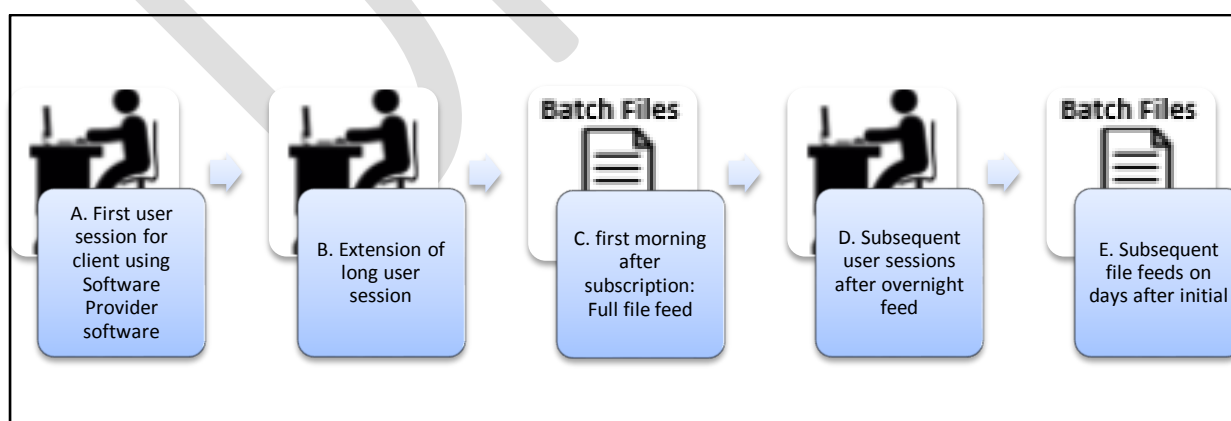 A. First user
session for
client using
Software
Provider
software
B. Extension of
long user
session
Batch Files
C. first morning
after
subscription:
Full file feed
D. Subsequent
user sessions
after overnight
feed
Batch Files
E. Subsequent
file feeds on
days after initial